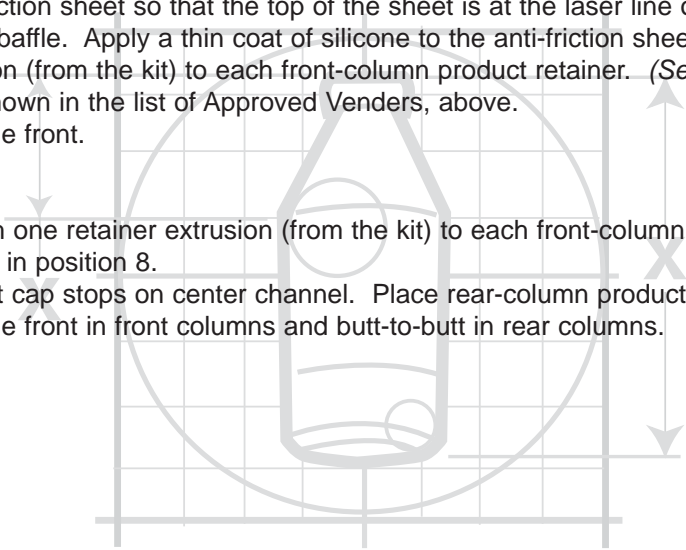 ction sheet so that the top of the sheet is at the laser line o
baffle. Apply a thin coat of silicone to the anti-friction shee
on (from the kit) to each front-column product retainer. (Se
hown in the list of Approved Venders, above.
e front.
n one retainer extrusion (from the kit) to each front-column
in position 8.
t cap stops on center channel. Place rear-column product
e front in front columns and butt-to-butt in rear columns.
X
X